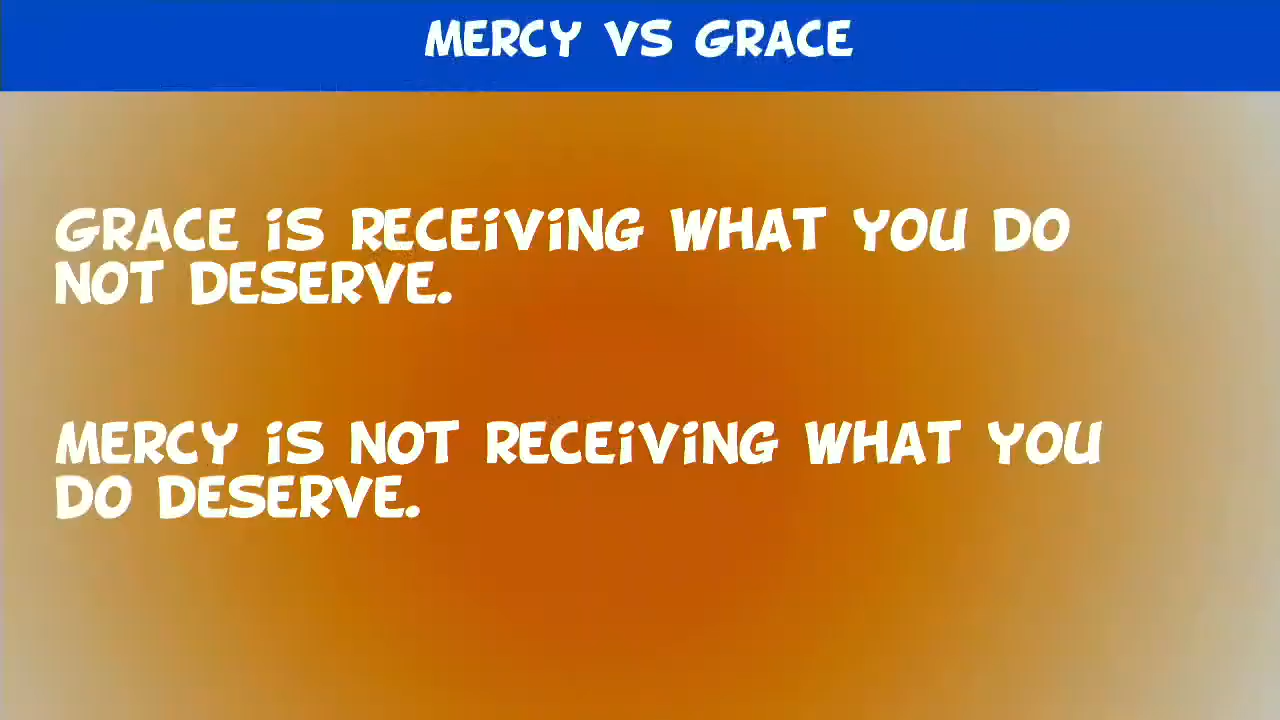 MERCY VS GRACE
GRACE iS RECEiViNG WHAT YOU DO
NOT DESERVE.
MERCY iS NOT RECEiViNG WHAT YOU
DO DESERVE.